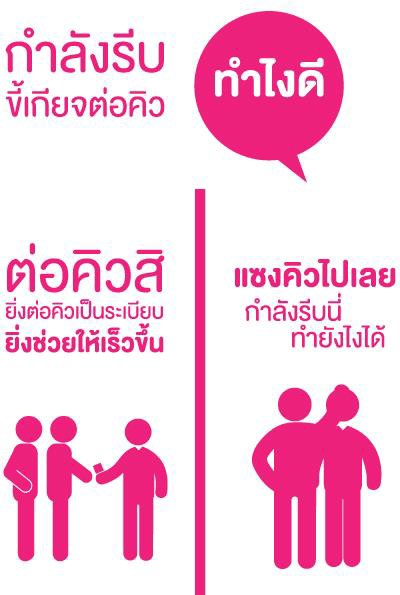 กำลังรีบ
ขี้เกียจต่อคิว
ทำไงดี
ต่อคิวสิ
ยิ่งต่อคิวเป็นระเบียบ
ยิ่งช่วยให้เร็วขึ้น
แซงคิวไปเลย
กำลังรีบนี่
ทำยังไงได้